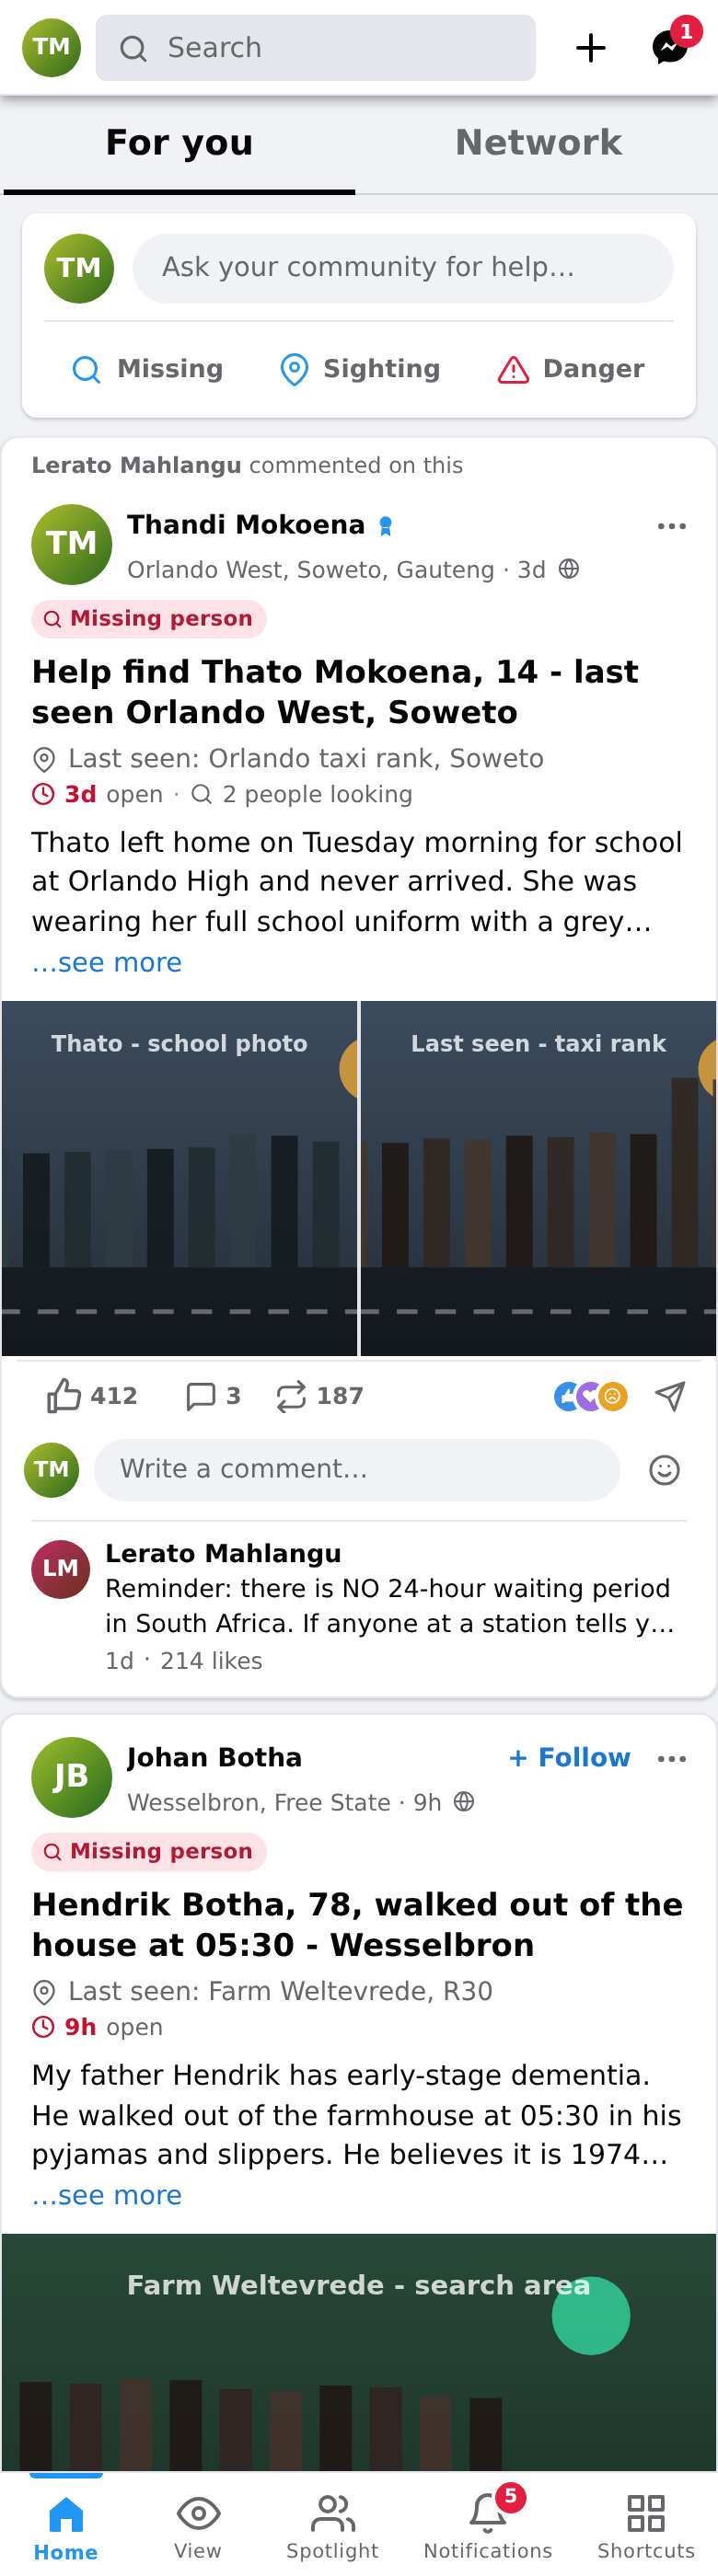 TM
Search
1
For you
Network
TM
Ask your community for help...
Missing
Sighting
Danger
Lerato Mahlangu commented on this
TM
Thandi Mokoena
Orlando West, Soweto, Gauteng · 3d
Missing person
Help find Thato Mokoena, 14 - last
seen Orlando West, Soweto
Last seen: Orlando taxi rank, Soweto
3d open · 2 people looking
Thato left home on Tuesday morning for school
at Orlando High and never arrived. She was
wearing her full school uniform with a grey...
...see more
Thato - school photo
Last seen - taxi rank
412
3
187
TM
Write a comment...
LM
Lerato Mahlangu
Reminder: there is NO 24-hour waiting period
in South Africa. If anyone at a station tells y...
1d · 214 likes
JB
Johan Botha
+ Follow
Wesselbron, Free State · 9h
Missing person
Hendrik Botha, 78, walked out of the
house at 05:30 - Wesselbron
Last seen: Farm Weltevrede, R30
9h open
My father Hendrik has early-stage dementia.
He walked out of the farmhouse at 05:30 in his
pyjamas and slippers. He believes it is 1974...
...see more
Farm Weltevrede - search area
Home
View
Spotlight
5
Notifications
Shortcuts